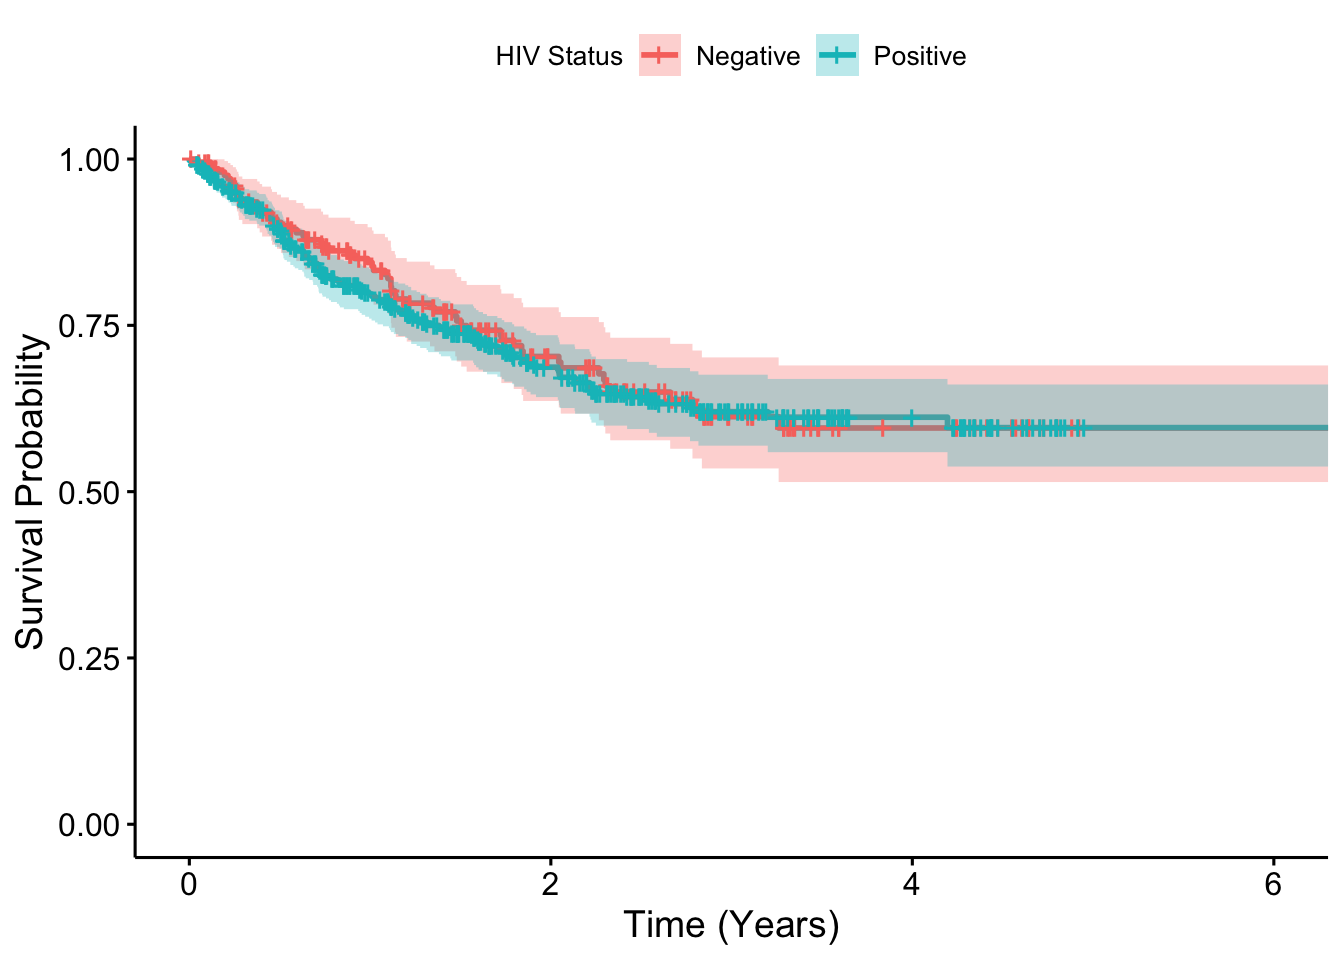 HIV Status Negative Positive
1.00
0.75
0.50
0.25
0.00
Survival Probability
0 2 4 6
Time (Years)